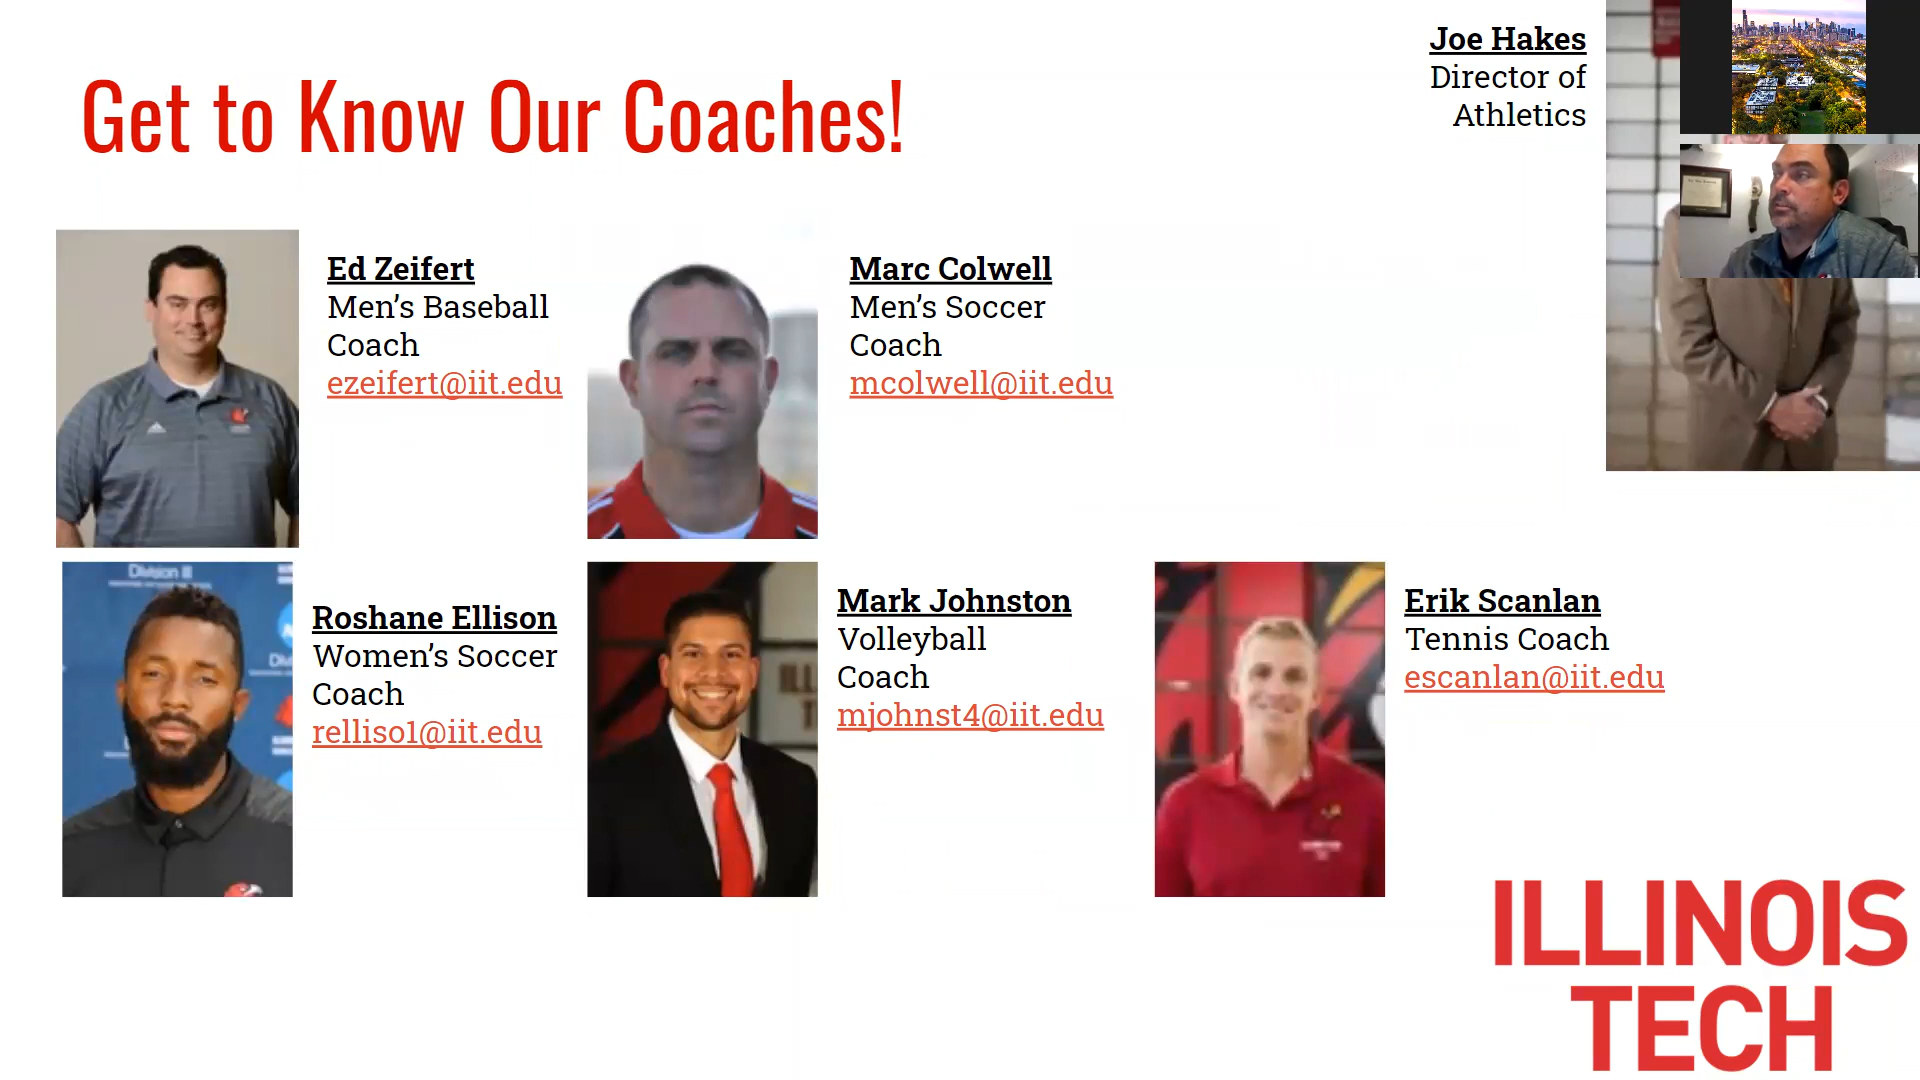 Get to Know Our Coaches!
Joe Hakes
Director of
Athletics
Ed Zeifert
Men’s Baseball
Coach
ezeifert@iit.edu
Marc Colwell
Men’s Soccer
Coach
mcolwell@iit.edu
Division III
Roshane Ellison
Women’s Soccer
Coach
relliso1@iit.edu
Mark Johnston
Volleyball
Coach
mjohnst4@iit.edu
Erik Scanlan
Tennis Coach
escanlan@iit.edu
ILLINOIS
TECH